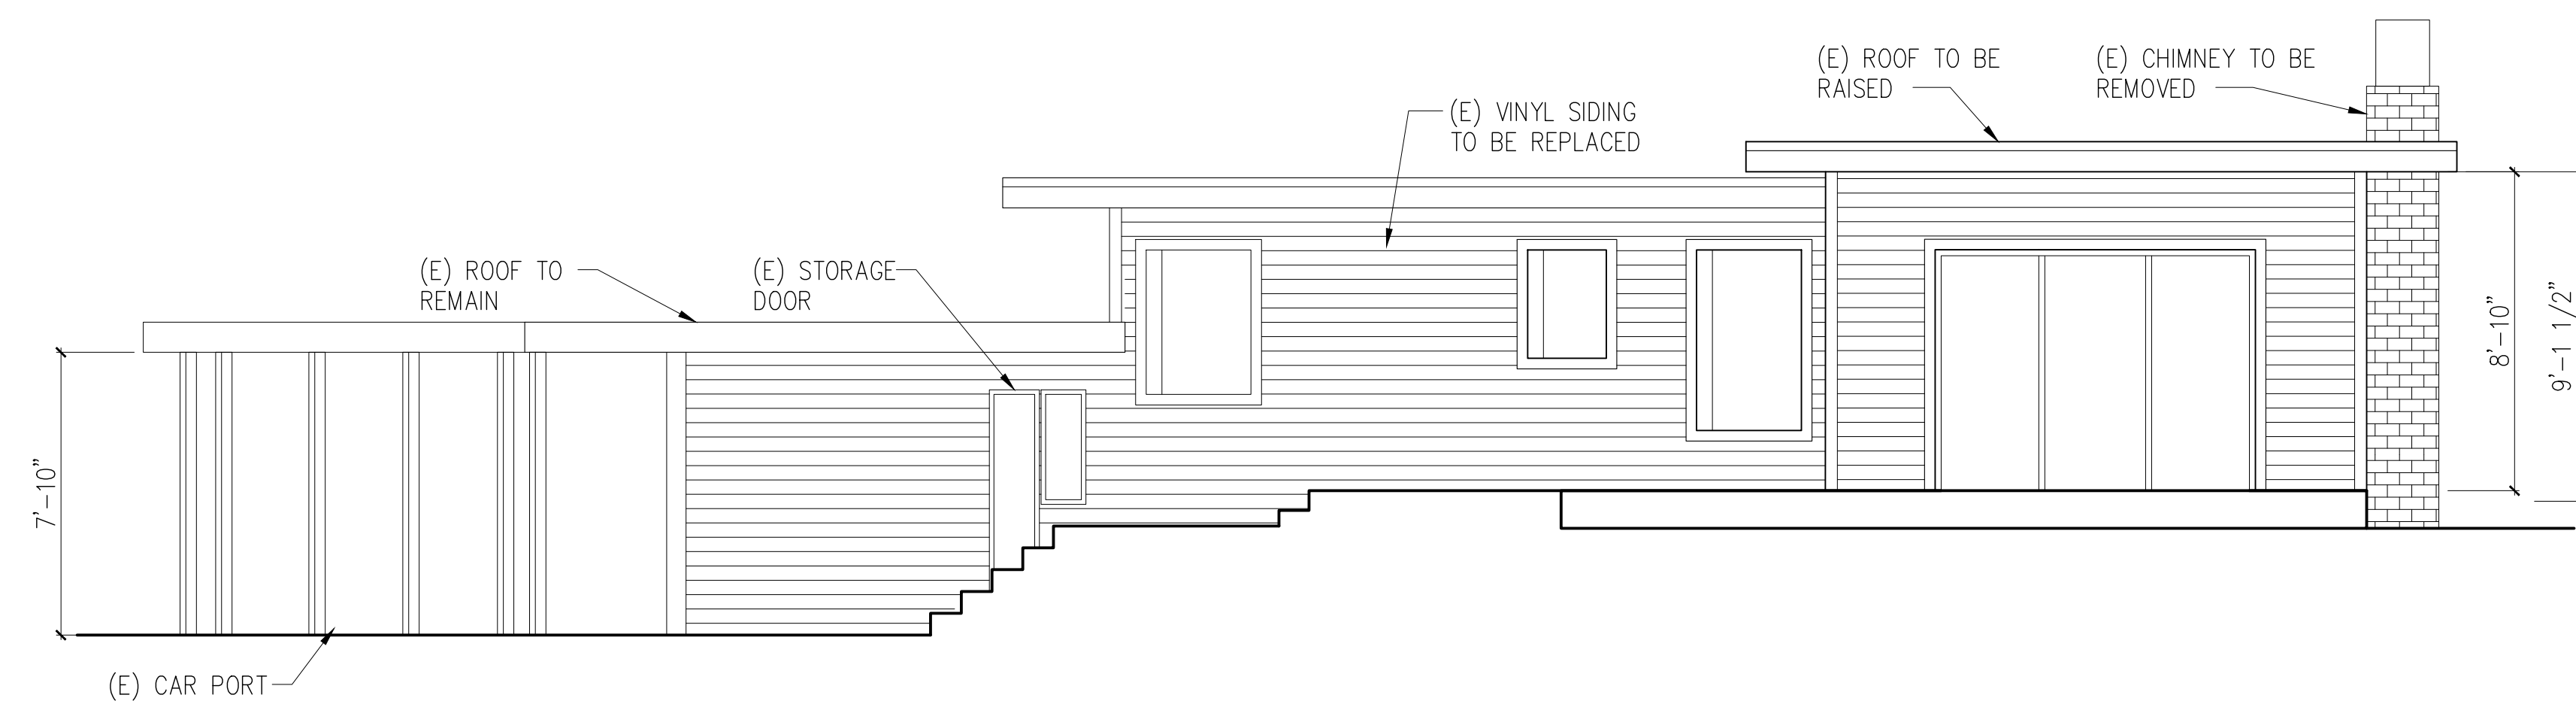 (E) ROOF TO BE
RAISED
(E) CHIMNEY TO BE
REMOVED
(E) VINYL SIDING
TO BE REPLACED
(E) ROOF TO
REMAIN
(E) STORAGE
DOOR
7'-10"
8'-10"
9'-1 1/2"
(E) CAR PORT